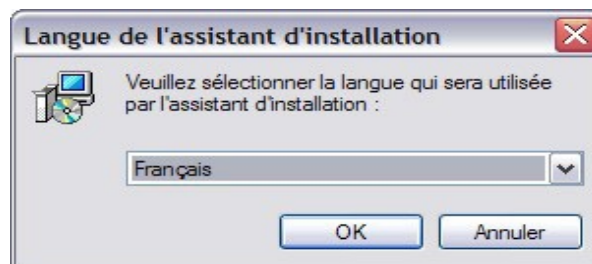 Langue de l'assistant d'installation
Veuillez sélectionner la langue qui sera utilisée
par l'assistant d'installation :
Français
OK
Annuler